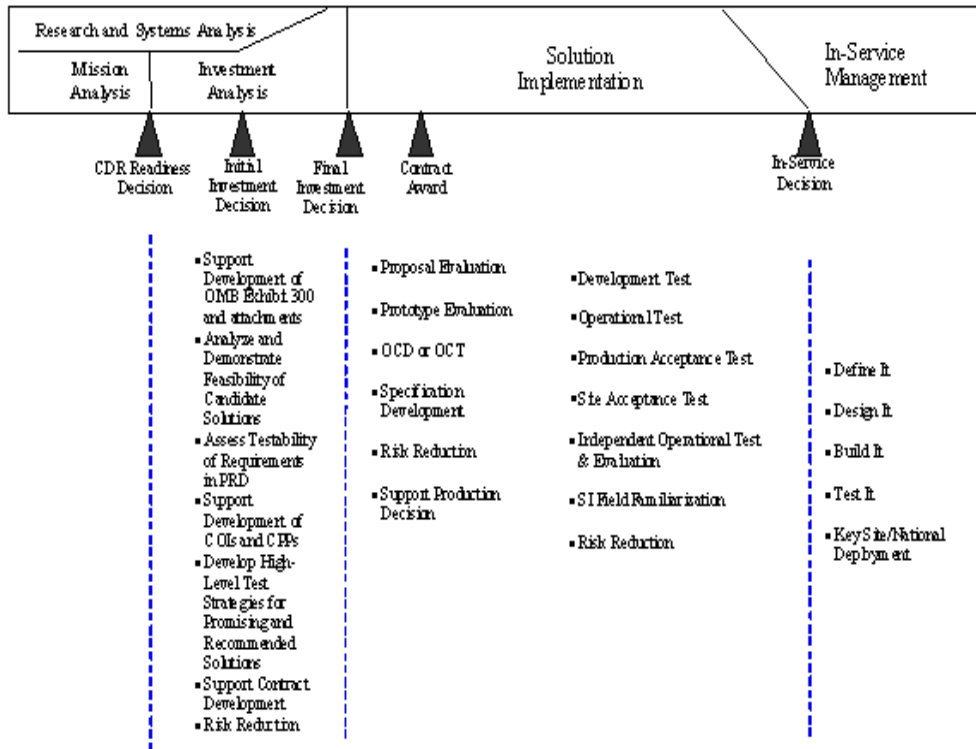 Research and Systems Analysis
Mission
Analysis
Investment
Analysis
Solution
Implementation
In-Service
Management
CDR Readiness
Decision
Initial
Investment
Decision
Final
Investment
Decision
Contract
Award
In-Service
Decision
▪Support
Development of
OMB Exhibit 300
and attachments
▪Analyze and
Demonstrate
Feasibility of
Candidate
Solutions
▪Assess Testability
of Requirements
in PRD
▪Support
Development of
COIs and CPPs
▪Develop High-
Level Test
Strategies for
Promising and
Recommended
Solutions
▪Support Contract
Development
▪Risk Reduction
▪Proposal Evaluation
▪Prototype Evaluation
▪OCD or OCT
▪Specification
Development
▪Risk Reduction
▪Support Production
Decision
▪Development Test
▪Operational Test
▪Production Acceptance Test
▪Site Acceptance Test
▪Independent Operational Test
& Evaluation
▪SI Field Familiarization
▪Risk Reduction
▪Define It
▪Design It
▪Build It
▪Test It
▪Key Site/National
Deployment